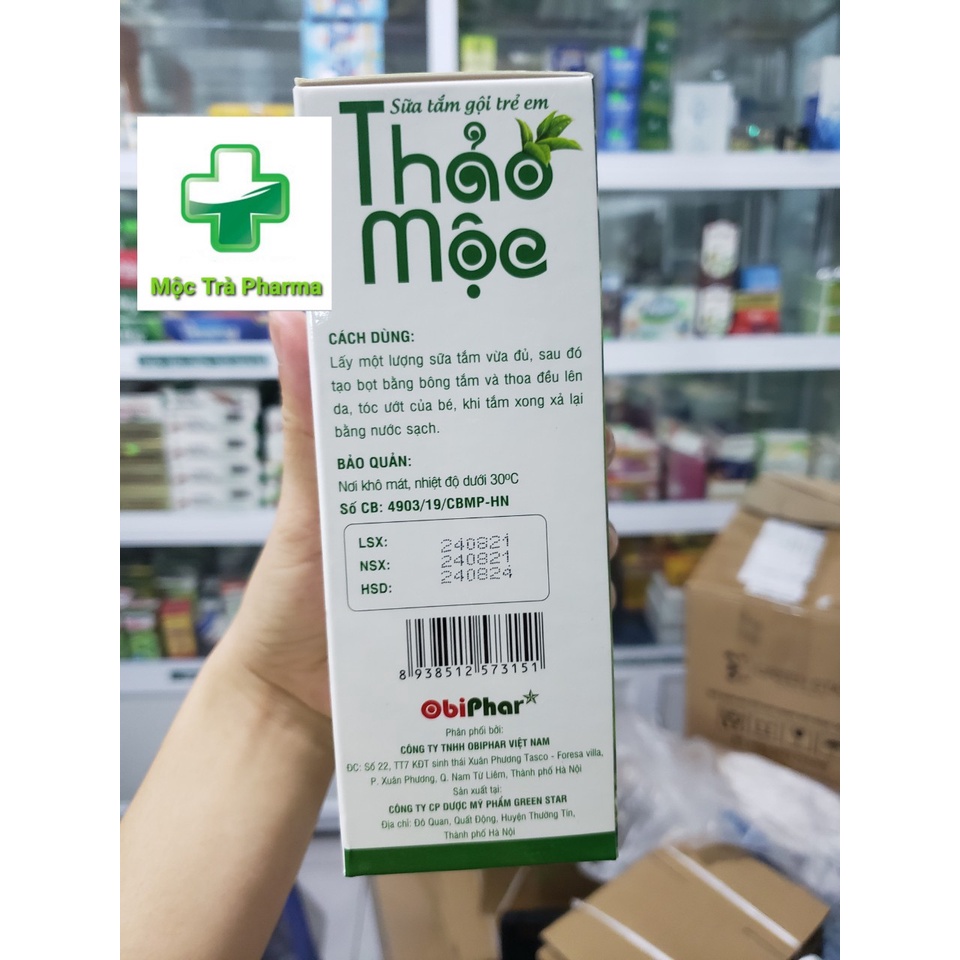 Sữa tắm gội trẻ em
Thảo
Mộc
Mộc Trà Pharma
CÁCH DÙNG:
Lấy một lượng sữa tắm vừa đủ, sau đó
tạo bọt bằng bông tắm và thoa đều lên
da, tóc ướt của bé, khi tắm xong xả lại
bằng nước sạch.
BẢO QUẢN:
Nơi khô mát, nhiệt độ dưới 30ºC
Số CB: 4903/19/CBMP-HN
LSX: 240821
NSX: 240821
HSD: 240824
8 938512 573151
ObiPhar
Phân phối bởi:
CÔNG TY TNHH OBIPHAR VIỆT NAM
ĐC: Số 22, TT7 KĐT sinh thái Xuân Phương Tasco - Foresa villa,
P. Xuân Phương, Q. Nam Từ Liêm, Thành phố Hà Nội
Sản xuất tại:
CÔNG TY CP DƯỢC MỸ PHẨM GREEN STAR
Địa chỉ: Đô Quan, Quất Động, Huyện Thường Tín,
Thành phố Hà Nội